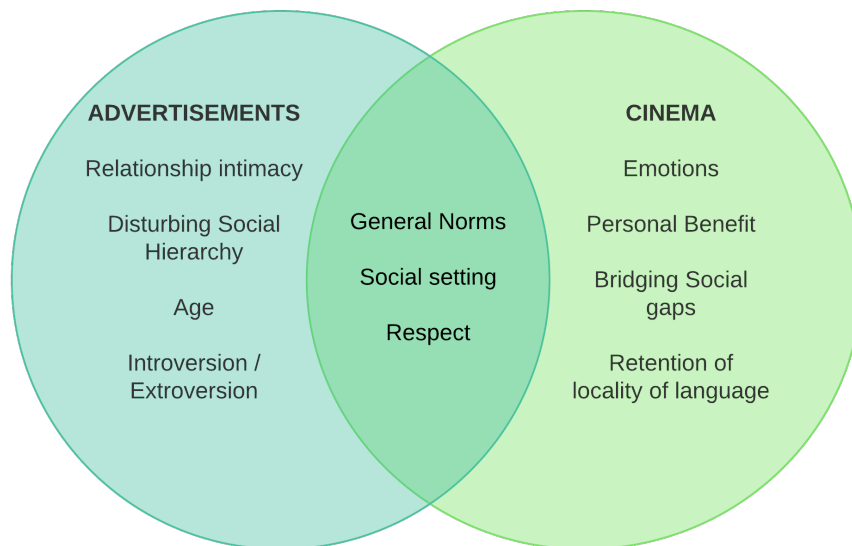 ADVERTISEMENTS
Relationship intimacy
Disturbing Social
Hierarchy
Age
Introversion /
Extroversion
General Norms
Social setting
Respect
CINEMA
Emotions
Personal Benefit
Bridging Social
gaps
Retention of
locality of language